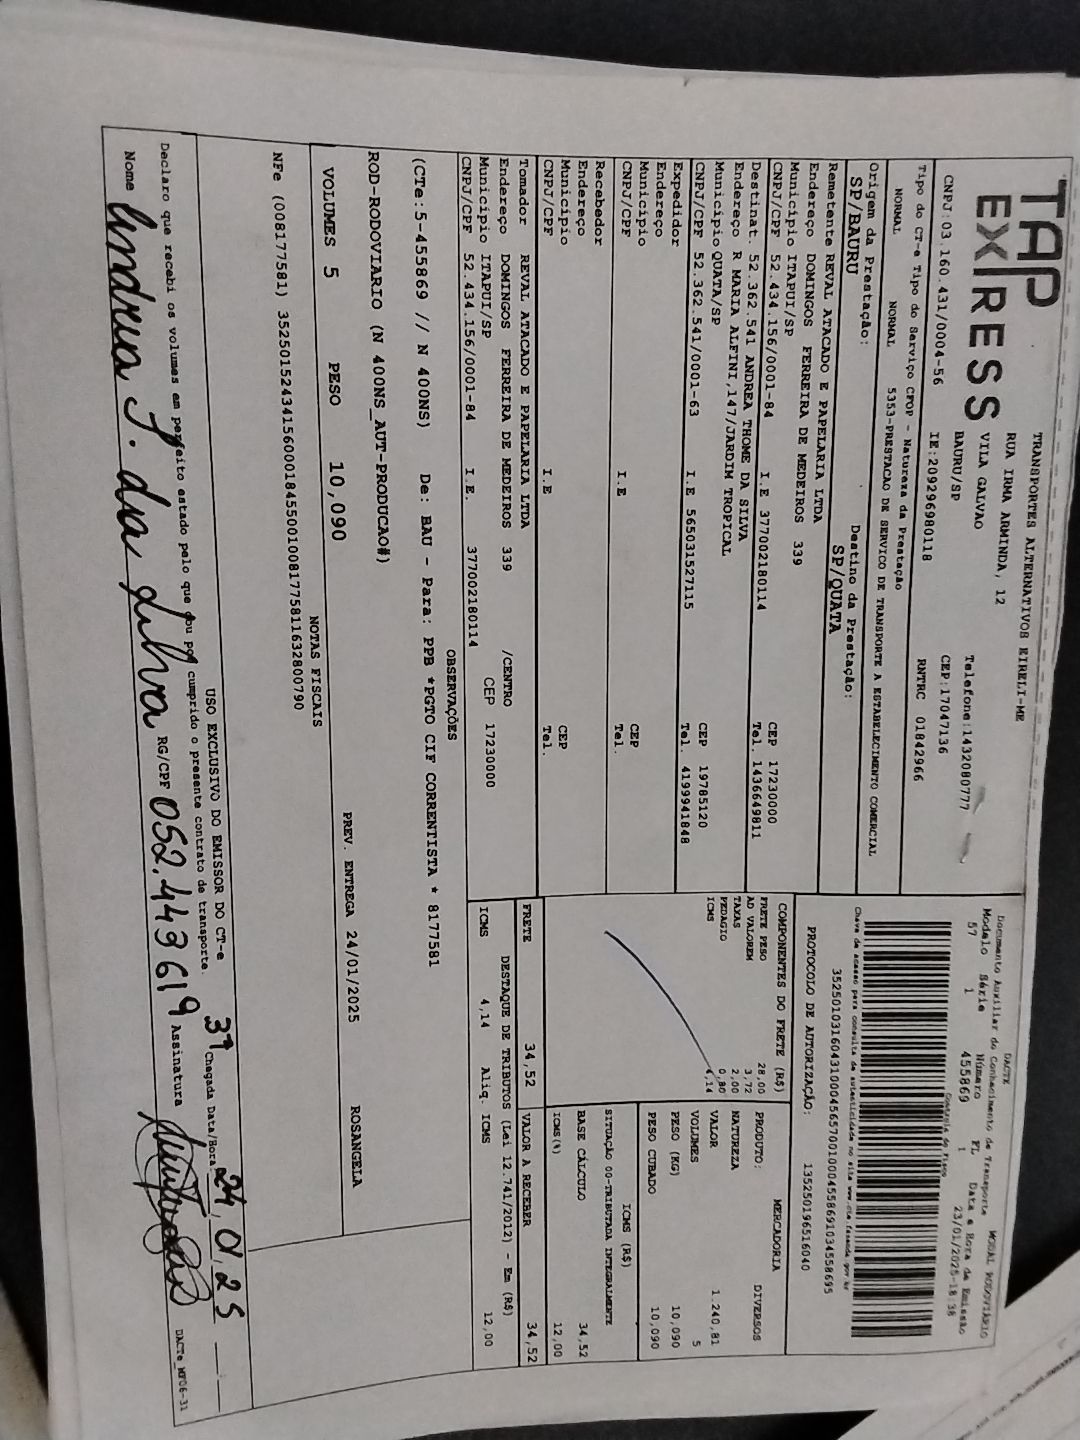 TAP
EXPRESS
TRANSPORTES ALTERNATIVOS EIRELI-ME
RUA IRMA ARMINDA, 12
VILA GALVAO
BAURU/SP
Telefone:1432080777
CEP:17047136
CNPJ:03.160.431/0004-56 IE:209296980118
RNTRC 01842966
DACTE MODAL RODOVIÁRIO
Documento Auxiliar do Conhecimento de Transporte
Modelo Série Número FL Data e Hora de Emissão
57 1 455869 1 23/01/2025-18:38
Controle do Fisco
Chave de acesso para consulta de autenticidade no site www.cte.fazenda.gov.br
35250103160431000456570010004558691034558695
PROTOCOLO DE AUTORIZAÇÃO: 135250196516040
Tipo do CT-e Tipo do Serviço CFOP - Natureza da Prestação
NORMAL NORMAL 5353-PRESTACAO DE SERVICO DE TRANSPORTE A ESTABELECIMENTO COMERCIAL
Origem da Prestação: Destino da Prestação:
SP/BAURU SP/QUATA
Remetente REVAL ATACADO E PAPELARIA LTDA
Endereço DOMINGOS FERREIRA DE MEDEIROS 339
Município ITAPUI/SP CEP 17230000
CNPJ/CPF 52.434.156/0001-84 I.E 377002180114 Tel. 1436649811
Destinat. 52.362.541 ANDREA THOME DA SILVA
Endereço R MARIA ALFINI,147/JARDIM TROPICAL
Município QUATA/SP CEP 19785120
CNPJ/CPF 52.362.541/0001-63 I.E 565031527115 Tel. 4199941848
Expedidor
Endereço
Município CEP
CNPJ/CPF I.E Tel.
Recebedor
Endereço
Município CEP
CNPJ/CPF I.E Tel.
Tomador REVAL ATACADO E PAPELARIA LTDA
Endereço DOMINGOS FERREIRA DE MEDEIROS 339 /CENTRO
Município ITAPUI/SP CEP 17230000
CNPJ/CPF 52.434.156/0001-84 I.E. 377002180114
COMPONENTES DO FRETE (R$)
FRETE PESO 28,00
AD VALOREM 3,72
TAXAS 2,00
PEDAGIO 0,80
ICMS 4,14
MERCADORIA
PRODUTO: DIVERSOS
NATUREZA
VALOR 1.240,81
VOLUMES 5
PESO (KG) 10,090
PESO CUBADO 10,090
ICMS (R$)
SITUAÇÃO 00-TRIBUTADA INTEGRALMENTE
BASE CÁLCULO 34,52
ICMS(%) 12,00
FRETE 34,52 VALOR A RECEBER 34,52
DESTAQUE DE TRIBUTOS (Lei 12.741/2012) - Em (R$)
ICMS 4,14 Aliq. ICMS 12,00
OBSERVAÇÕES
(CTe:5-455869 // N 400NS) De: BAU - Para: PPB *PGTO CIF CORRENTISTA * 8177581
ROD-RODOVIARIO (N 400NS_AUT-PRODUCAO#)
VOLUMES 5 PESO 10,090 PREV. ENTREGA 24/01/2025 ROSANGELA
NOTAS FISCAIS
NFe (008177581) 35250152434156000184550010081775811632800790
USO EXCLUSIVO DO EMISSOR DO CT-e
Declaro que recebi os volumes em perfeito estado pelo que dou por cumprido o presente contrato de transporte. 39 Chegada Data/Hora 24, 01, 25
Nome Andrea T. da Silva RG/CPF 052.443619 Assinatura
DACTe_MF06-31